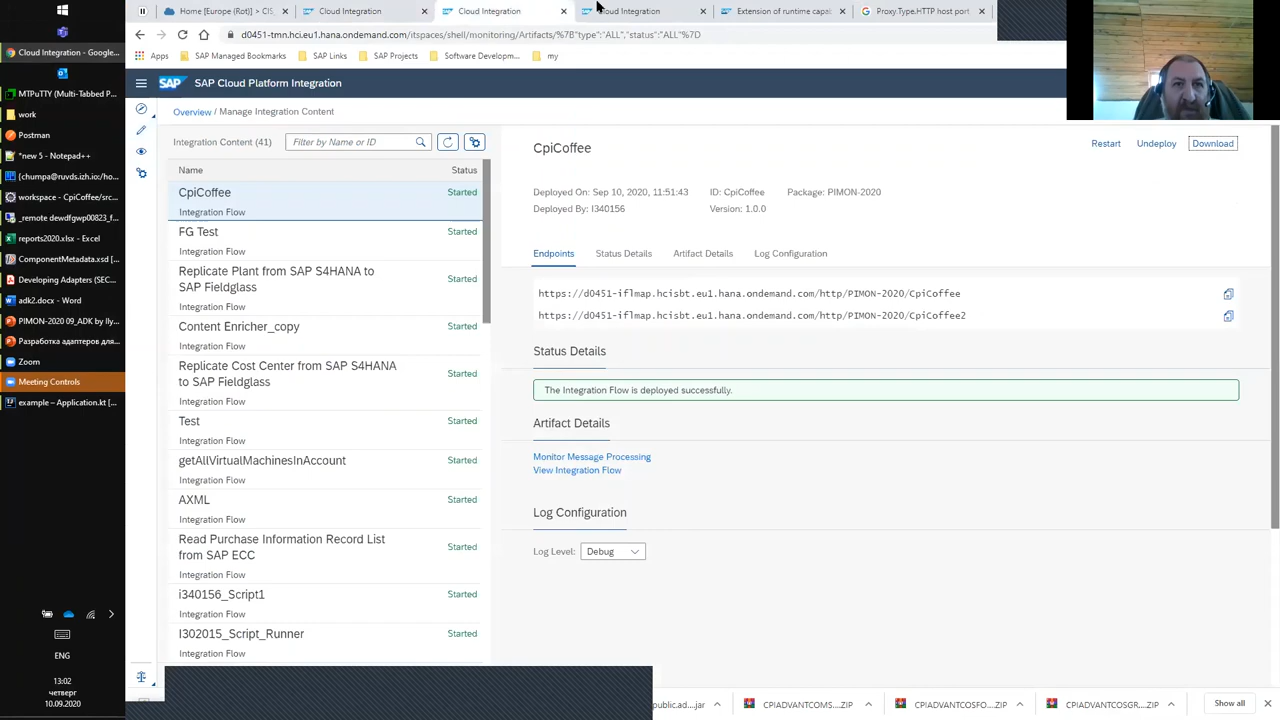 Home [Europe (Rot)] > CIS
Cloud Integration
Cloud Integration
Cloud Integration
Extension of runtime capa
Proxy.Type.HTTP host port
d0451-tmn.hci.eu1.hana.ondemand.com/itspaces/shell/monitoring/Artifacts/%7B"type":"ALL","status":"ALL"%7D
Apps
SAP Managed Bookmarks
SAP Links
SAP Projects
Software Developm...
my
SAP Cloud Platform Integration
Overview / Manage Integration Content
Integration Content (41)
Filter by Name or ID
Name
Status
CpiCoffee
Started
Integration Flow
FG Test
Started
Integration Flow
Replicate Plant from SAP S4HANA to
SAP Fieldglass
Started
Integration Flow
Content Enricher_copy
Started
Integration Flow
Replicate Cost Center from SAP S4HANA
to SAP Fieldglass
Started
Integration Flow
Test
Started
Integration Flow
getAllVirtualMachinesInAccount
Started
Integration Flow
AXML
Started
Integration Flow
Read Purchase Information Record List
from SAP ECC
Started
Integration Flow
i340156_Script1
Started
Integration Flow
I302015_Script_Runner
Started
Integration Flow
CpiCoffee
Restart
Undeploy
Download
Deployed On: Sep 10, 2020, 11:51:43
ID: CpiCoffee
Package: PIMON-2020
Deployed By: I340156
Version: 1.0.0
Endpoints
Status Details
Artifact Details
Log Configuration
https://d0451-iflmap.hcisbt.eu1.hana.ondemand.com/http/PIMON-2020/CpiCoffee
https://d0451-iflmap.hcisbt.eu1.hana.ondemand.com/http/PIMON-2020/CpiCoffee2
Status Details
The Integration Flow is deployed successfully.
Artifact Details
Monitor Message Processing
View Integration Flow
Log Configuration
Log Level:
Debug
Cloud Integration - Google...
MTPuTTY (Multi-Tabbed P...
work
Postman
*new 5 - Notepad++
[chumpa@ruvds.izh.io:/ho...
workspace - CpiCoffee/src...
_remote dewdfgwp00823_f...
reports2020.xlsx - Excel
ComponentMetadata.xsd [...
Developing Adapters (SEC...
adk2.docx - Word
PIMON-2020 09_ADK by Ily...
Разработка адаптеров для...
Zoom
Meeting Controls
example – Application.kt [...
ENG
13:02
четверг
10.09.2020
public.ad....jar
CPIADVANTCOMS....ZIP
CPIADVANTCOSFO....ZIP
CPIADVANTCOSGR....ZIP
Show all